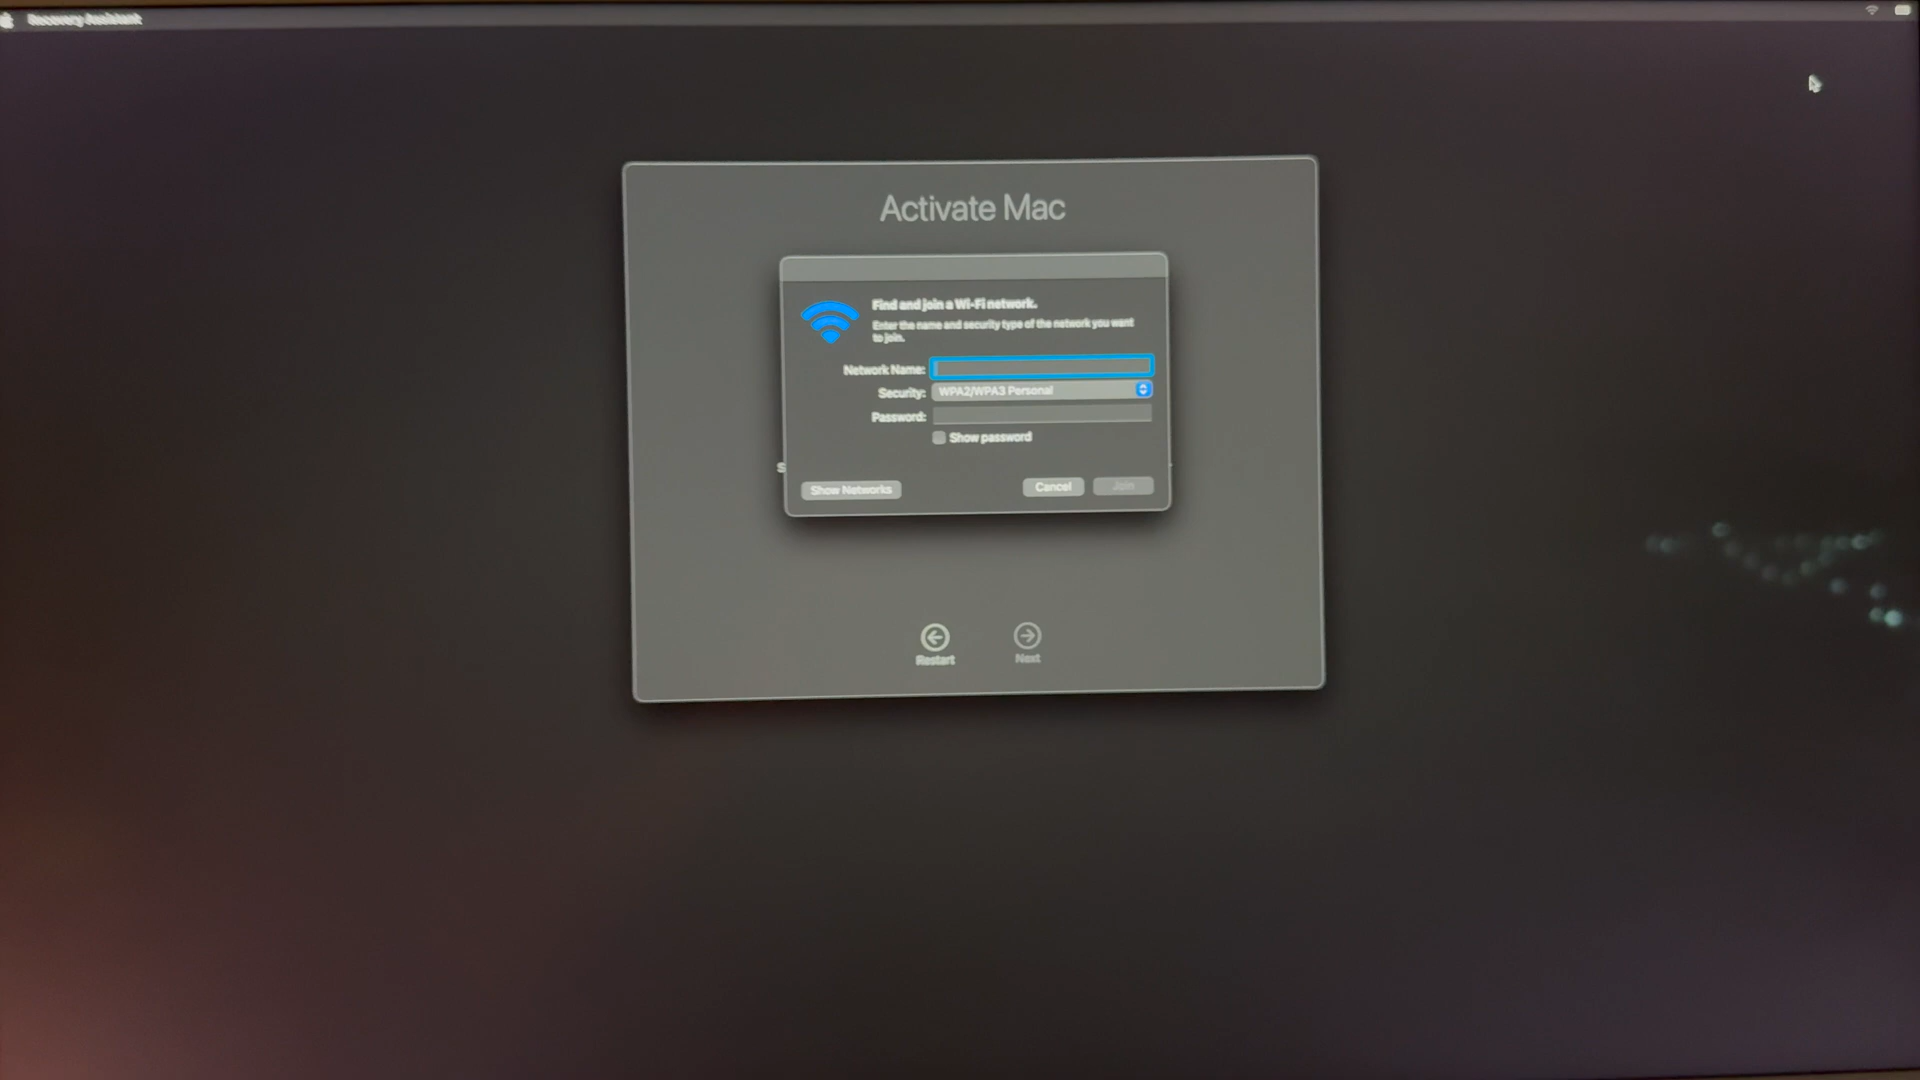 Recovery Assistant
Activate Mac
Find and join a Wi-Fi network.
Enter the name and security type of the network you want
to join.
Network Name:
Security: WPA2/WPA3 Personal
Password:
Show password
Show Networks Cancel Join
Restart Next